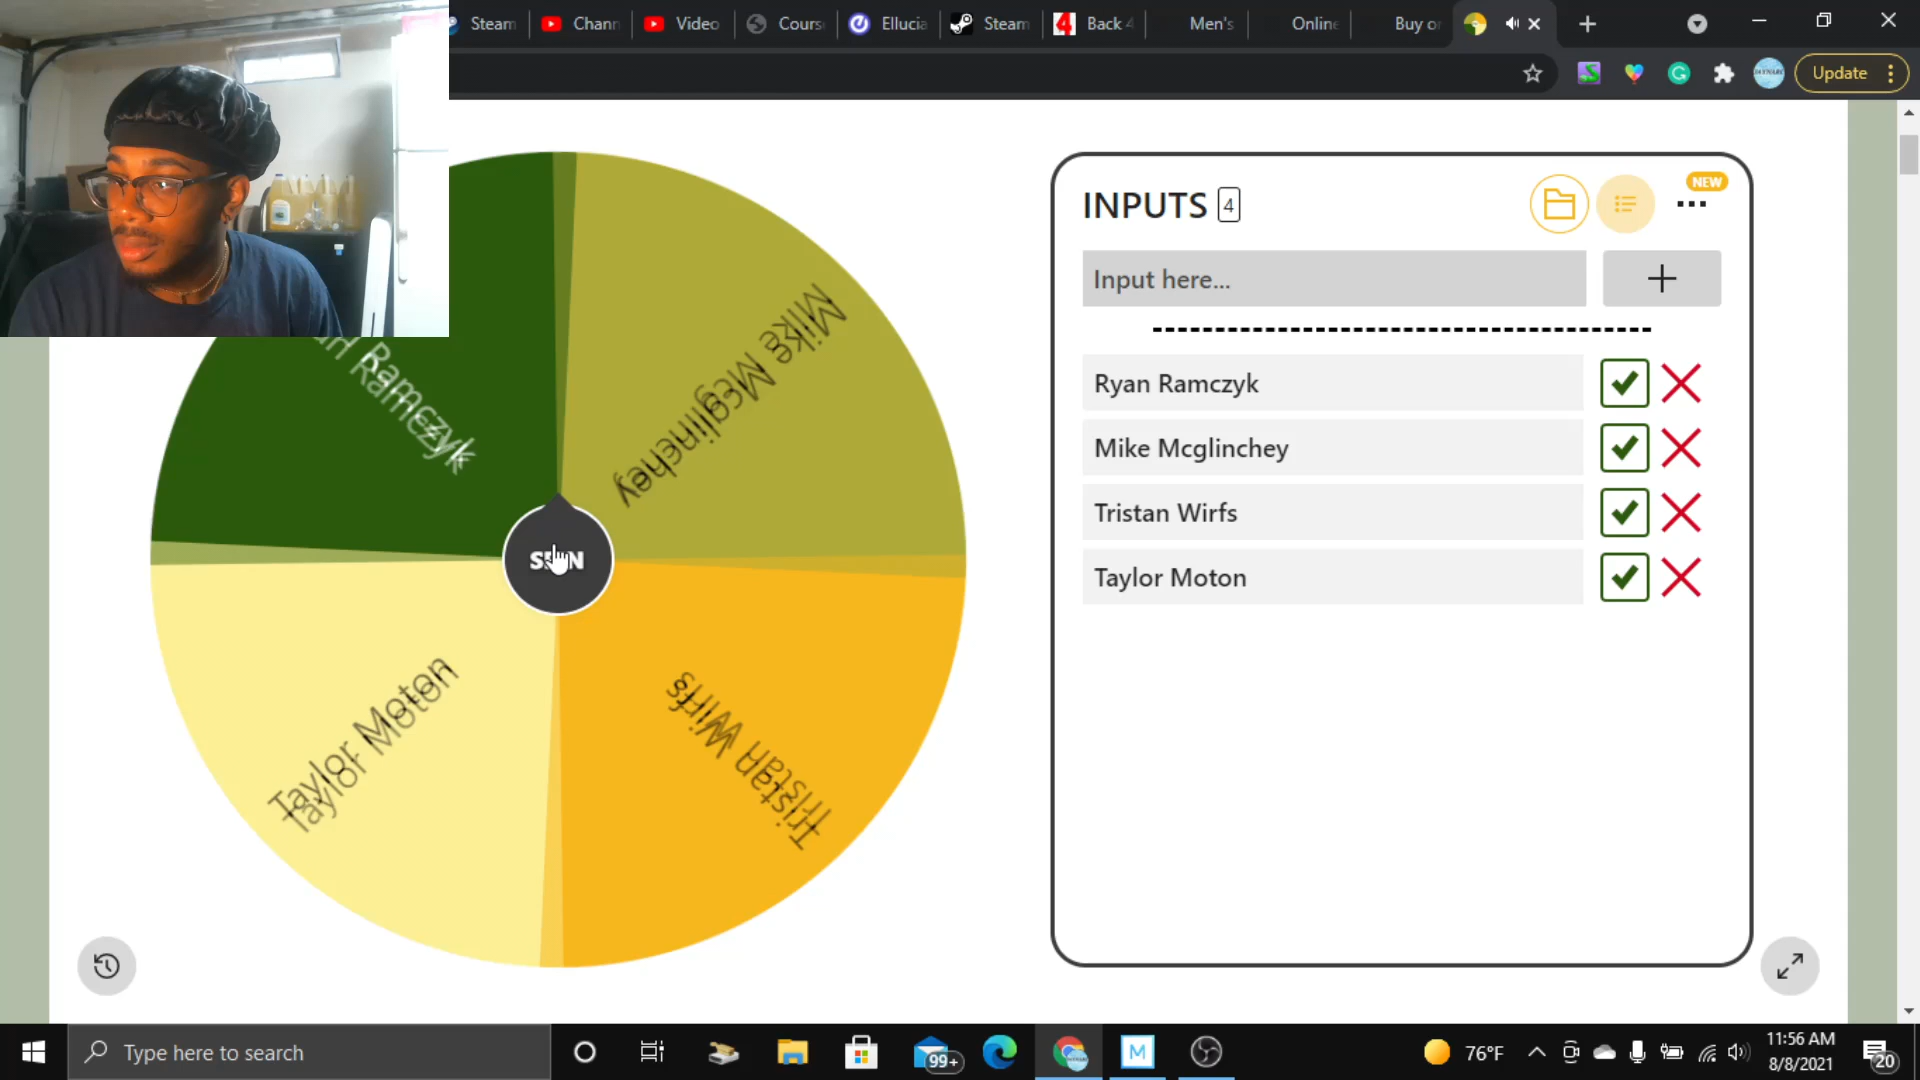 Steam
Chann
Video
Cours
Ellucia
Steam
Back 4
Men's
Online
Buy or
Update
INPUTS 4
NEW
Input here...
Ryan Ramczyk
Mike Mcglinchey
Tristan Wirfs
Taylor Moton
Ramczyk
Mike Mcglinchey
Taylor Moton
Tristan Wirfs
Type here to search
99+
M
76°F
11:56 AM
8/8/2021
20